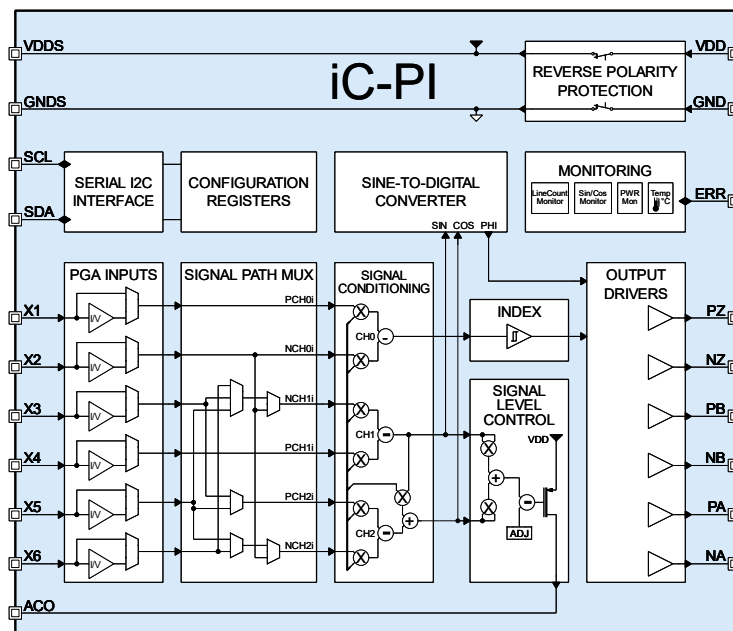 VDDS
iC-PI
REVERSE POLARITY
PROTECTION
VDD
GNDS
GND
SCL
SERIAL I2C
INTERFACE
CONFIGURATION
REGISTERS
SINE-TO-DIGITAL
CONVERTER
SIN COS PHI
MONITORING
LineCount
Monitor
Sin/Cos
Monitor
PWR
Mon
Temp
°C
ERR
SDA
PGA INPUTS
SIGNAL PATH MUX
SIGNAL
CONDITIONING
INDEX
OUTPUT
DRIVERS
X1
I/V
PCH0i
CH0
-
PZ
X2
I/V
NCH0i
NZ
X3
I/V
NCH1i
CH1
-
SIGNAL
LEVEL
CONTROL
VDD
PB
X4
I/V
PCH1i
+
-
NB
X5
I/V
PCH2i
CH2
-
+
ADJ
PA
X6
I/V
NCH2i
NA
ACO